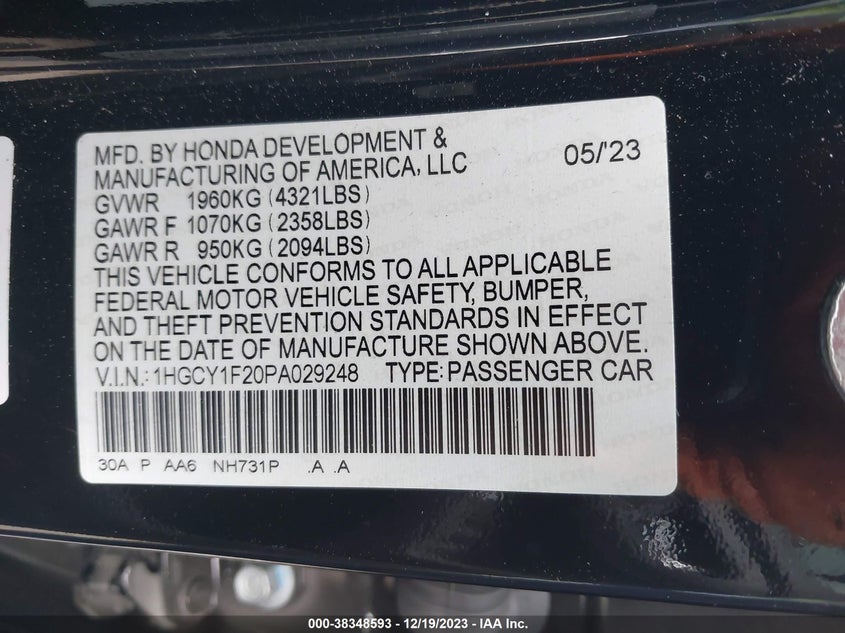 MFD. BY HONDA DEVELOPMENT &
MANUFACTURING OF AMERICA, LLC 05/'23
GVWR 1960KG (4321LBS)
GAWR F 1070KG (2358LBS)
GAWR R 950KG (2094LBS)
THIS VEHICLE CONFORMS TO ALL APPLICABLE
FEDERAL MOTOR VEHICLE SAFETY, BUMPER,
AND THEFT PREVENTION STANDARDS IN EFFECT
ON THE DATE OF MANUFACTURE SHOWN ABOVE.
V.I.N.: 1HGCY1F20PA029248 TYPE: PASSENGER CAR
30A P AA6 NH731P .A .A
000-38348593 / 12/19/2023 - IAA Inc.